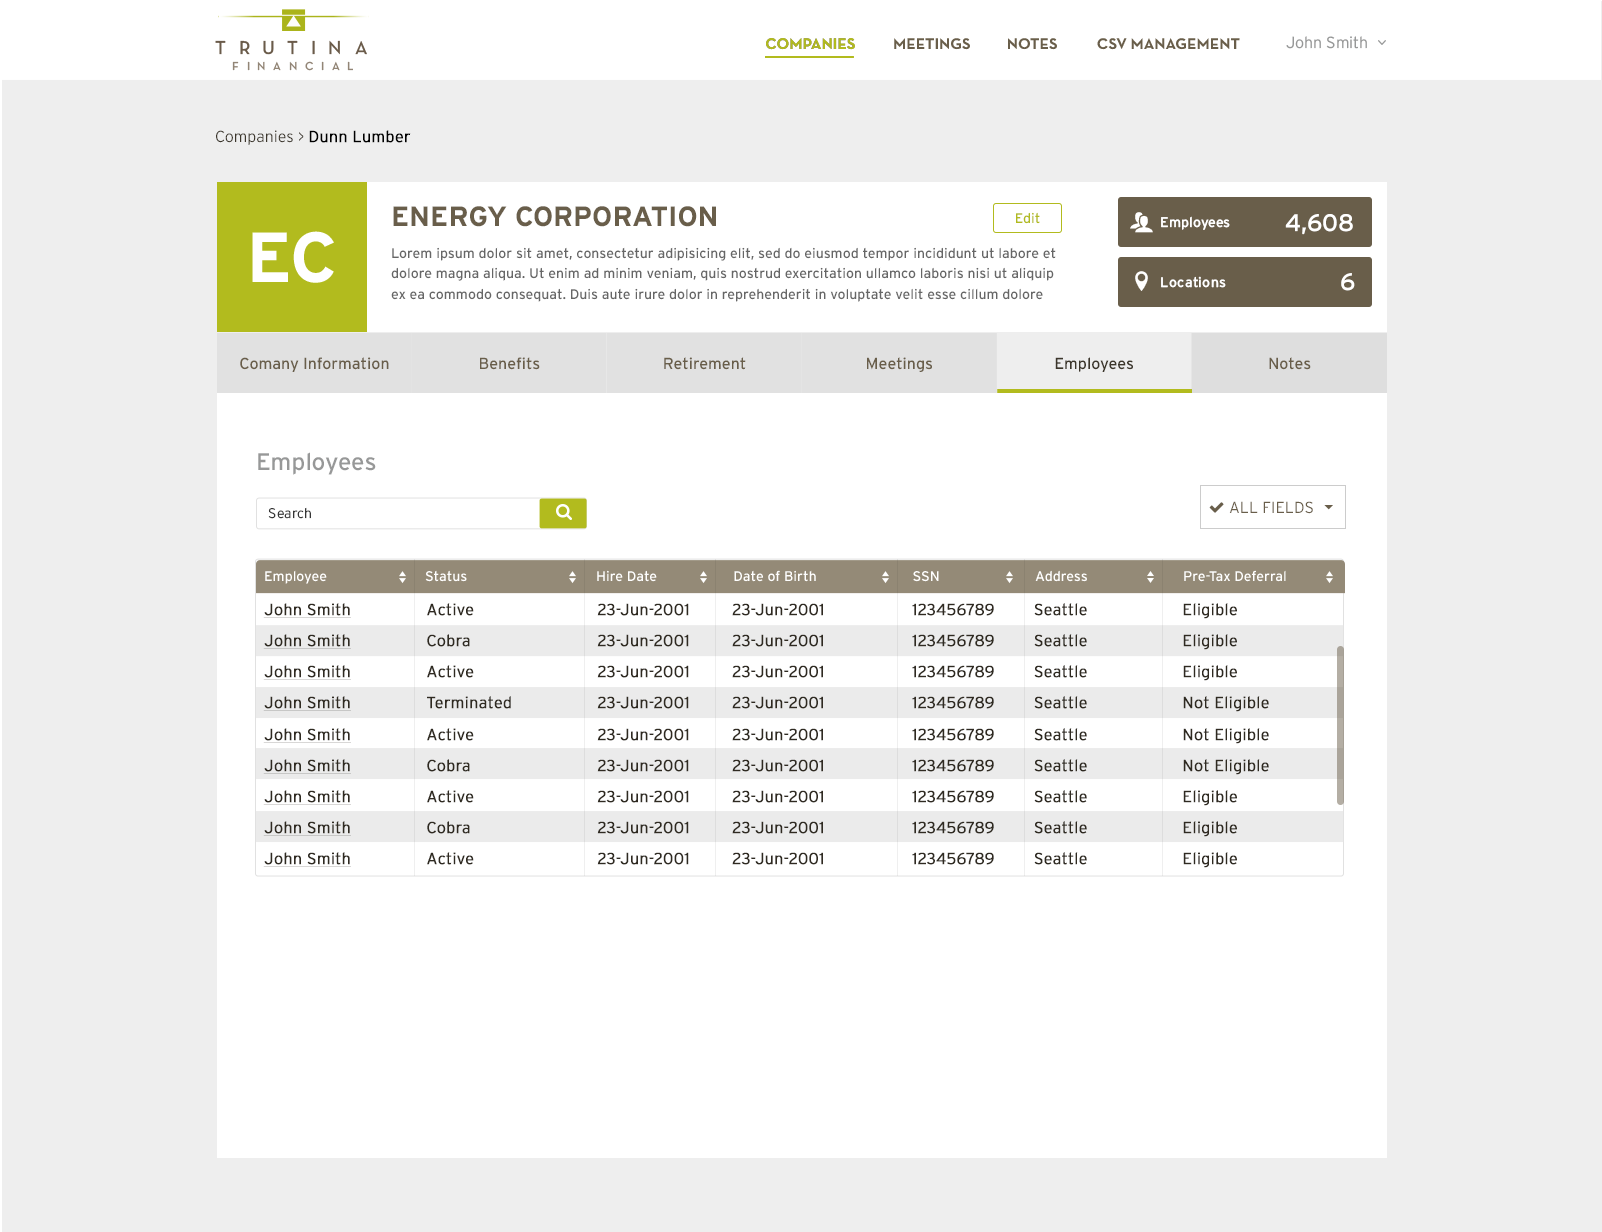 TRUTINA
FINANCIAL
COMPANIES MEETINGS NOTES CSV MANAGEMENT John Smith
Companies > Dunn Lumber
EC
ENERGY CORPORATION
Edit
Lorem ipsum dolor sit amet, consectetur adipisicing elit, sed do eiusmod tempor incididunt ut labore et
dolore magna aliqua. Ut enim ad minim veniam, quis nostrud exercitation ullamco laboris nisi ut aliquip
ex ea commodo consequat. Duis aute irure dolor in reprehenderit in voluptate velit esse cillum dolore
Employees 4,608
Locations 6
Comany Information Benefits Retirement Meetings Employees Notes
Employees
Search
ALL FIELDS
Employee Status Hire Date Date of Birth SSN Address Pre-Tax Deferral
John Smith Active 23-Jun-2001 23-Jun-2001 123456789 Seattle Eligible
John Smith Cobra 23-Jun-2001 23-Jun-2001 123456789 Seattle Eligible
John Smith Active 23-Jun-2001 23-Jun-2001 123456789 Seattle Eligible
John Smith Terminated 23-Jun-2001 23-Jun-2001 123456789 Seattle Not Eligible
John Smith Active 23-Jun-2001 23-Jun-2001 123456789 Seattle Not Eligible
John Smith Cobra 23-Jun-2001 23-Jun-2001 123456789 Seattle Not Eligible
John Smith Active 23-Jun-2001 23-Jun-2001 123456789 Seattle Eligible
John Smith Cobra 23-Jun-2001 23-Jun-2001 123456789 Seattle Eligible
John Smith Active 23-Jun-2001 23-Jun-2001 123456789 Seattle Eligible